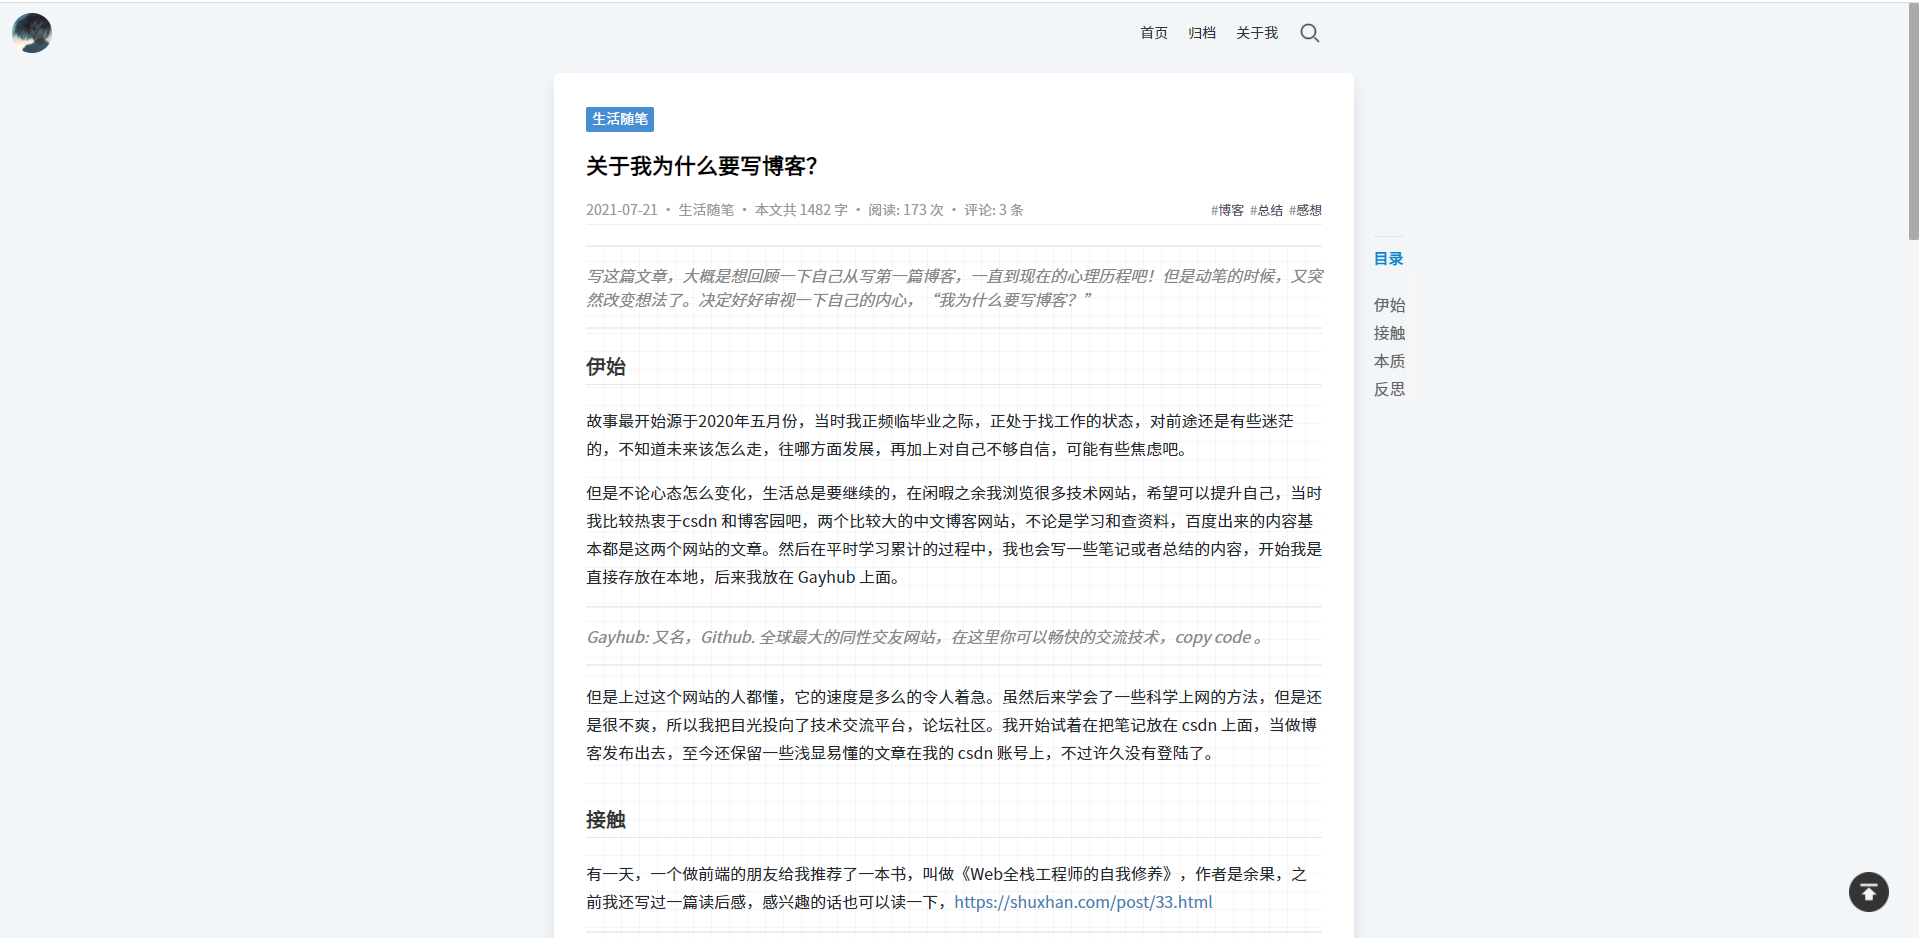 首页 归档 关于我
生活随笔
关于我为什么要写博客？
2021-07-21 • 生活随笔 • 本文共 1482 字 • 阅读: 173 次 • 评论: 3 条 #博客 #总结 #感想
写这篇文章，大概是想回顾一下自己从写第一篇博客，一直到现在的心理历程吧！但是动笔的时候，又突
然改变想法了。决定好好审视一下自己的内心，“我为什么要写博客？”
伊始
故事最开始源于2020年五月份，当时我正频临毕业之际，正处于找工作的状态，对前途还是有些迷茫
的，不知道未来该怎么走，往哪方面发展，再加上对自己不够自信，可能有些焦虑吧。
但是不论心态怎么变化，生活总是要继续的，在闲暇之余我浏览很多技术网站，希望可以提升自己，当时
我比较热衷于csdn 和博客园吧，两个比较大的中文博客网站，不论是学习和查资料，百度出来的内容基
本都是这两个网站的文章。然后在平时学习累计的过程中，我也会写一些笔记或者总结的内容，开始我是
直接存放在本地，后来我放在 Gayhub 上面。
Gayhub: 又名，Github. 全球最大的同性交友网站，在这里你可以畅快的交流技术，copy code 。
但是上过这个网站的人都懂，它的速度是多么的令人着急。虽然后来学会了一些科学上网的方法，但是还
是很不爽，所以我把目光投向了技术交流平台，论坛社区。我开始试着在把笔记放在 csdn 上面，当做博
客发布出去，至今还保留一些浅显易懂的文章在我的 csdn 账号上，不过许久没有登陆了。
接触
有一天，一个做前端的朋友给我推荐了一本书，叫做《Web全栈工程师的自我修养》，作者是余果，之
前我还写过一篇读后感，感兴趣的话也可以读一下，https://shuxhan.com/post/33.html
目录
伊始
接触
本质
反思